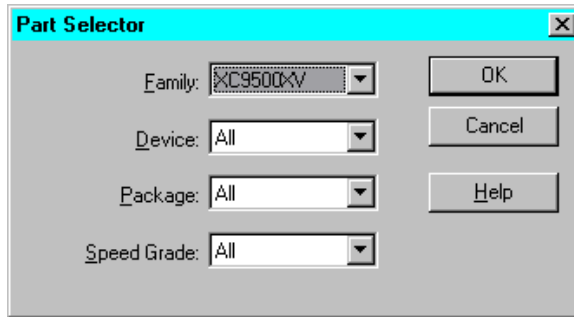 Part Selector
Family: XC9500XV
OK
Device: All
Cancel
Package: All
Help
Speed Grade: All